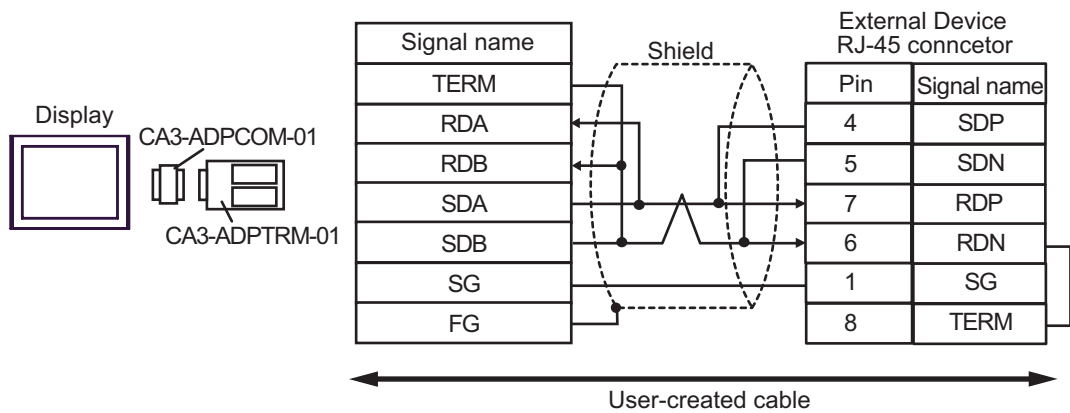 Display
CA3-ADPCOM-01
CA3-ADPTRM-01
Signal name
TERM
RDA
RDB
SDA
SDB
SG
FG
Shield
External Device
RJ-45 conncetor
Pin Signal name
4 SDP
5 SDN
7 RDP
6 RDN
1 SG
8 TERM
User-created cable